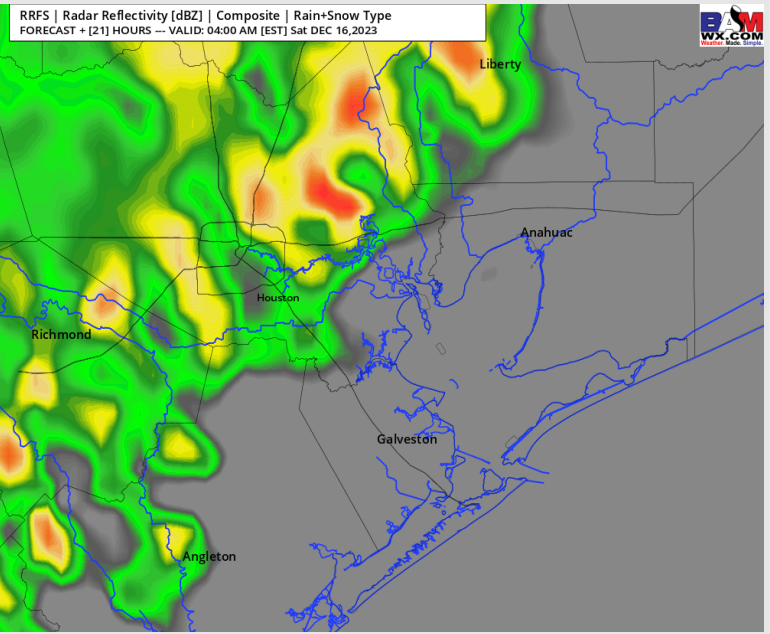 RRFS | Radar Reflectivity [dBZ] | Composite | Rain+Snow Type
FORECAST + [21] HOURS --- VALID: 04:00 AM [EST] Sat DEC 16,2023
BAM
WX.COM
Weather. Made. Simple.
Liberty
Anahuac
Houston
Richmond
Galveston
Angleton